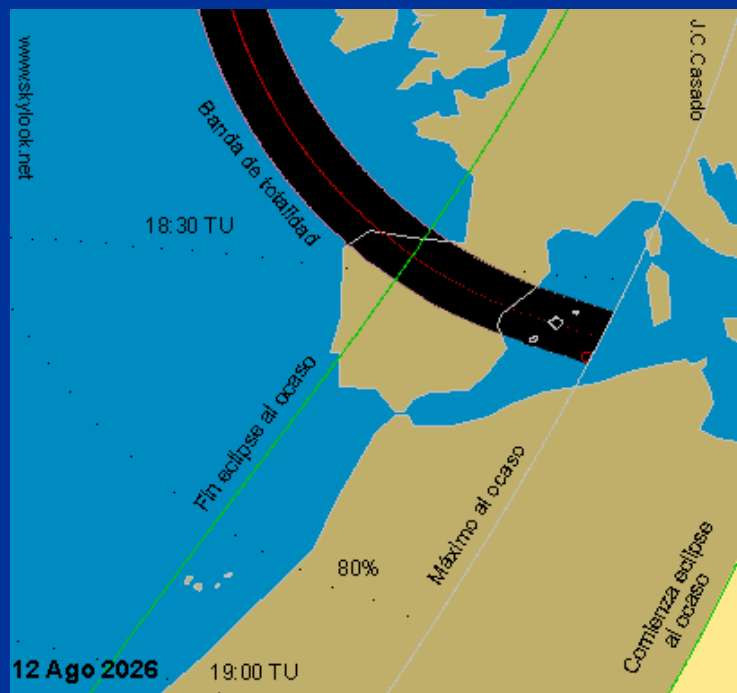 www.skylook.net
J.C.Casado
Banda de totalidad
18:30 TU
Fin eclipse al ocaso
Máximo al ocaso
80%
Comienza eclipse
al ocaso
12 Ago 2026
19:00 TU